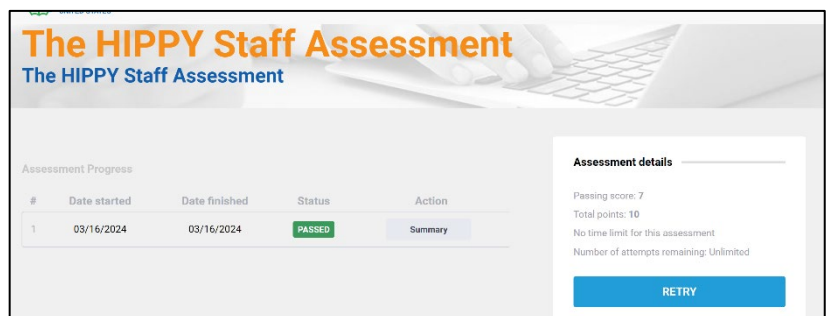 The HIPPY Staff Assessment
The HIPPY Staff Assessment
Assessment Progress
# Date started Date finished Status Action
1 03/16/2024 03/16/2024 PASSED Summary
Assessment details
Passing score: 7
Total points: 10
No time limit for this assessment
Number of attempts remaining: Unlimited
RETRY